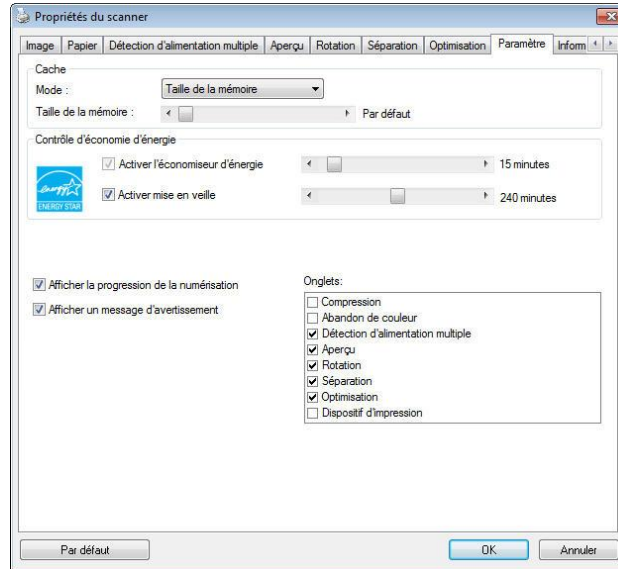 Propriétés du scanner
Image Papier Détection d'alimentation multiple Aperçu Rotation Séparation Optimisation Paramètre Inform
Cache
Mode : Taille de la mémoire
Taille de la mémoire : Par défaut
Contrôle d'économie d'énergie
Activer l'économiseur d'énergie 15 minutes
energy
ENERGY STAR
Activer mise en veille 240 minutes
Afficher la progression de la numérisation
Afficher un message d'avertissement
Onglets:
Compression
Abandon de couleur
Détection d'alimentation multiple
Aperçu
Rotation
Séparation
Optimisation
Dispositif d'impression
Par défaut OK Annuler